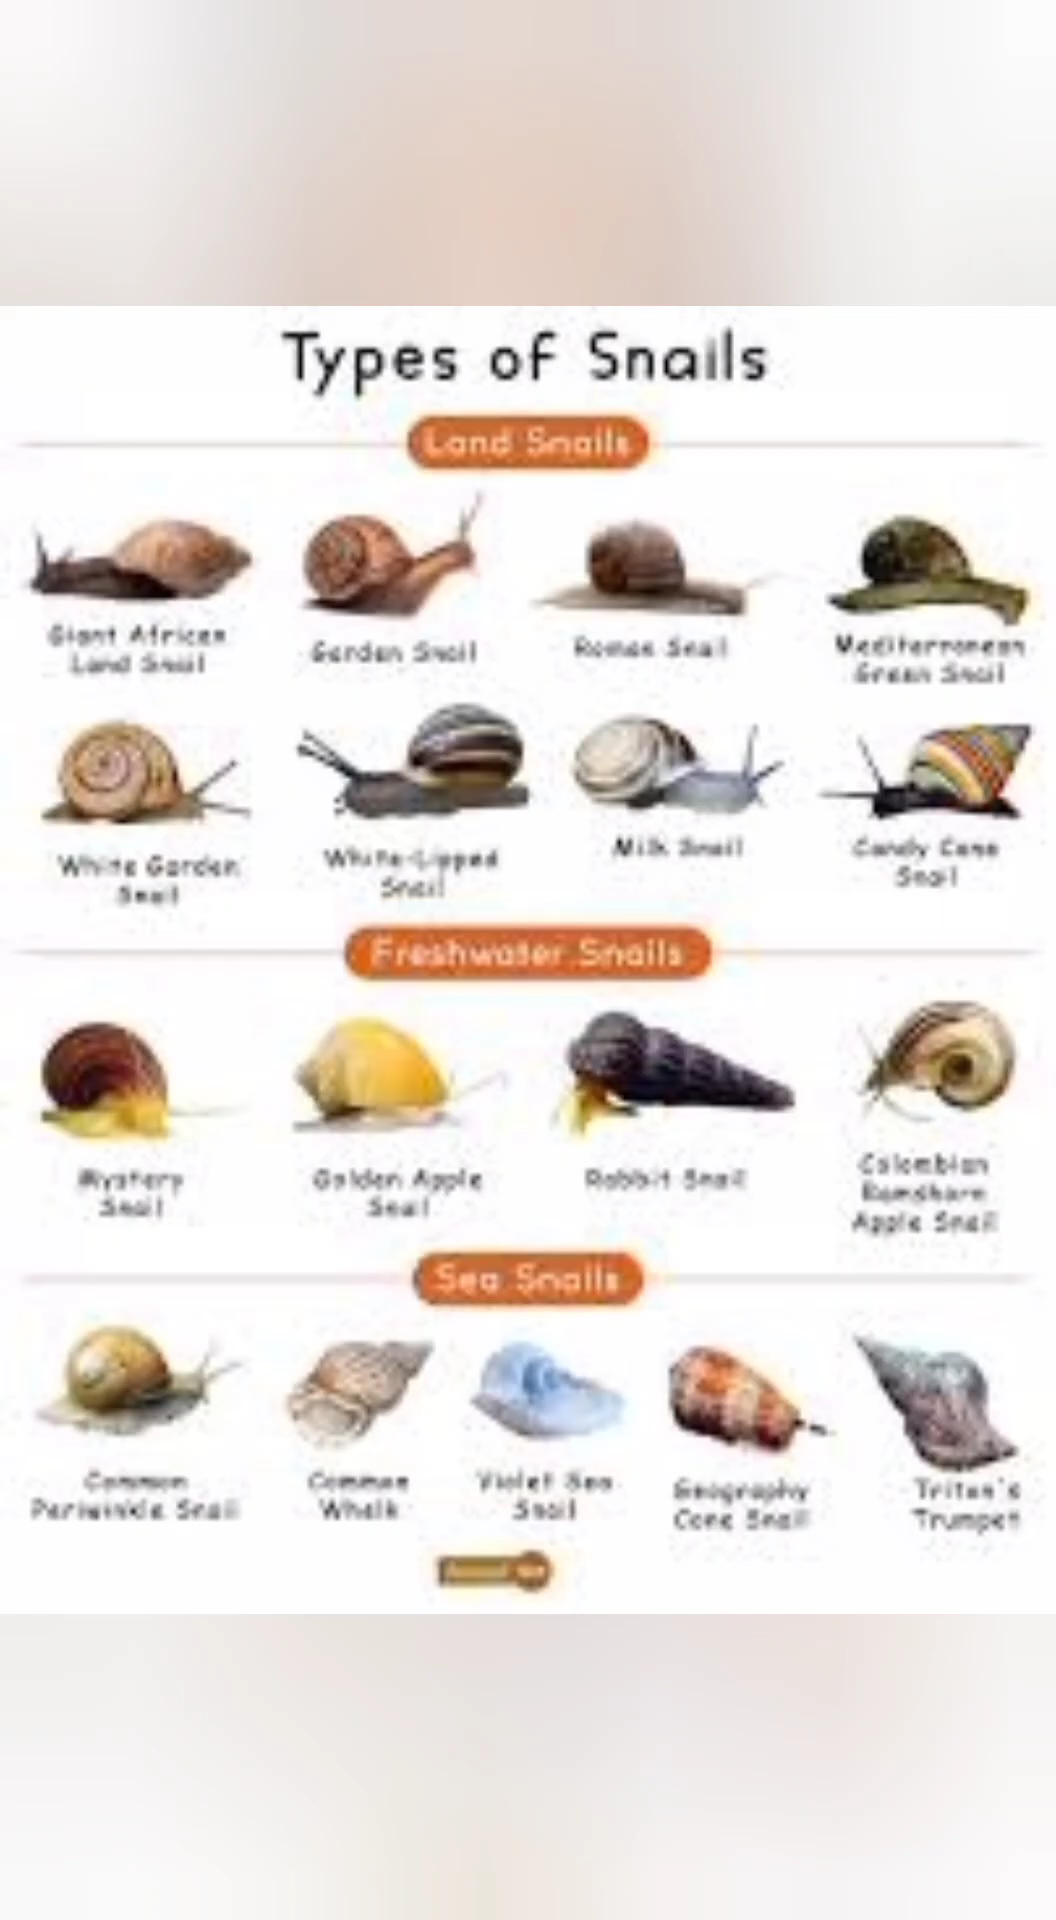 Types of Snails
Land Snails
Giant African
Land Snail
Garden Snail
Roman Snail
Mediterranean
Green Snail
White Garden
Snail
White-Lipped
Snail
Milk Snail
Candy Cane
Snail
Freshwater Snails
Mystery
Snail
Golden Apple
Snail
Rabbit Snail
Colombian
Ramshorn
Apple Snail
Sea Snails
Common
Periwinkle Snail
Common
Whelk
Violet Sea
Snail
Geography
Cone Snail
Triton's
Trumpet